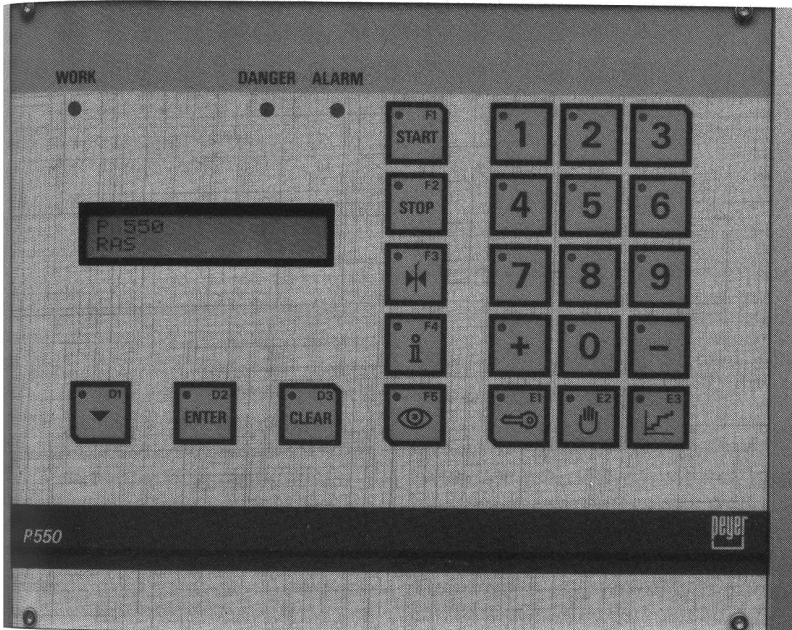 WORK DANGER ALARM
P 550
RAS
D1
D2 ENTER
D3 CLEAR
F1 START
F2 STOP
F3
F4 i
F5
1 2 3
4 5 6
7 8 9
+ 0 -
E1 E2 E3
P550
peyer